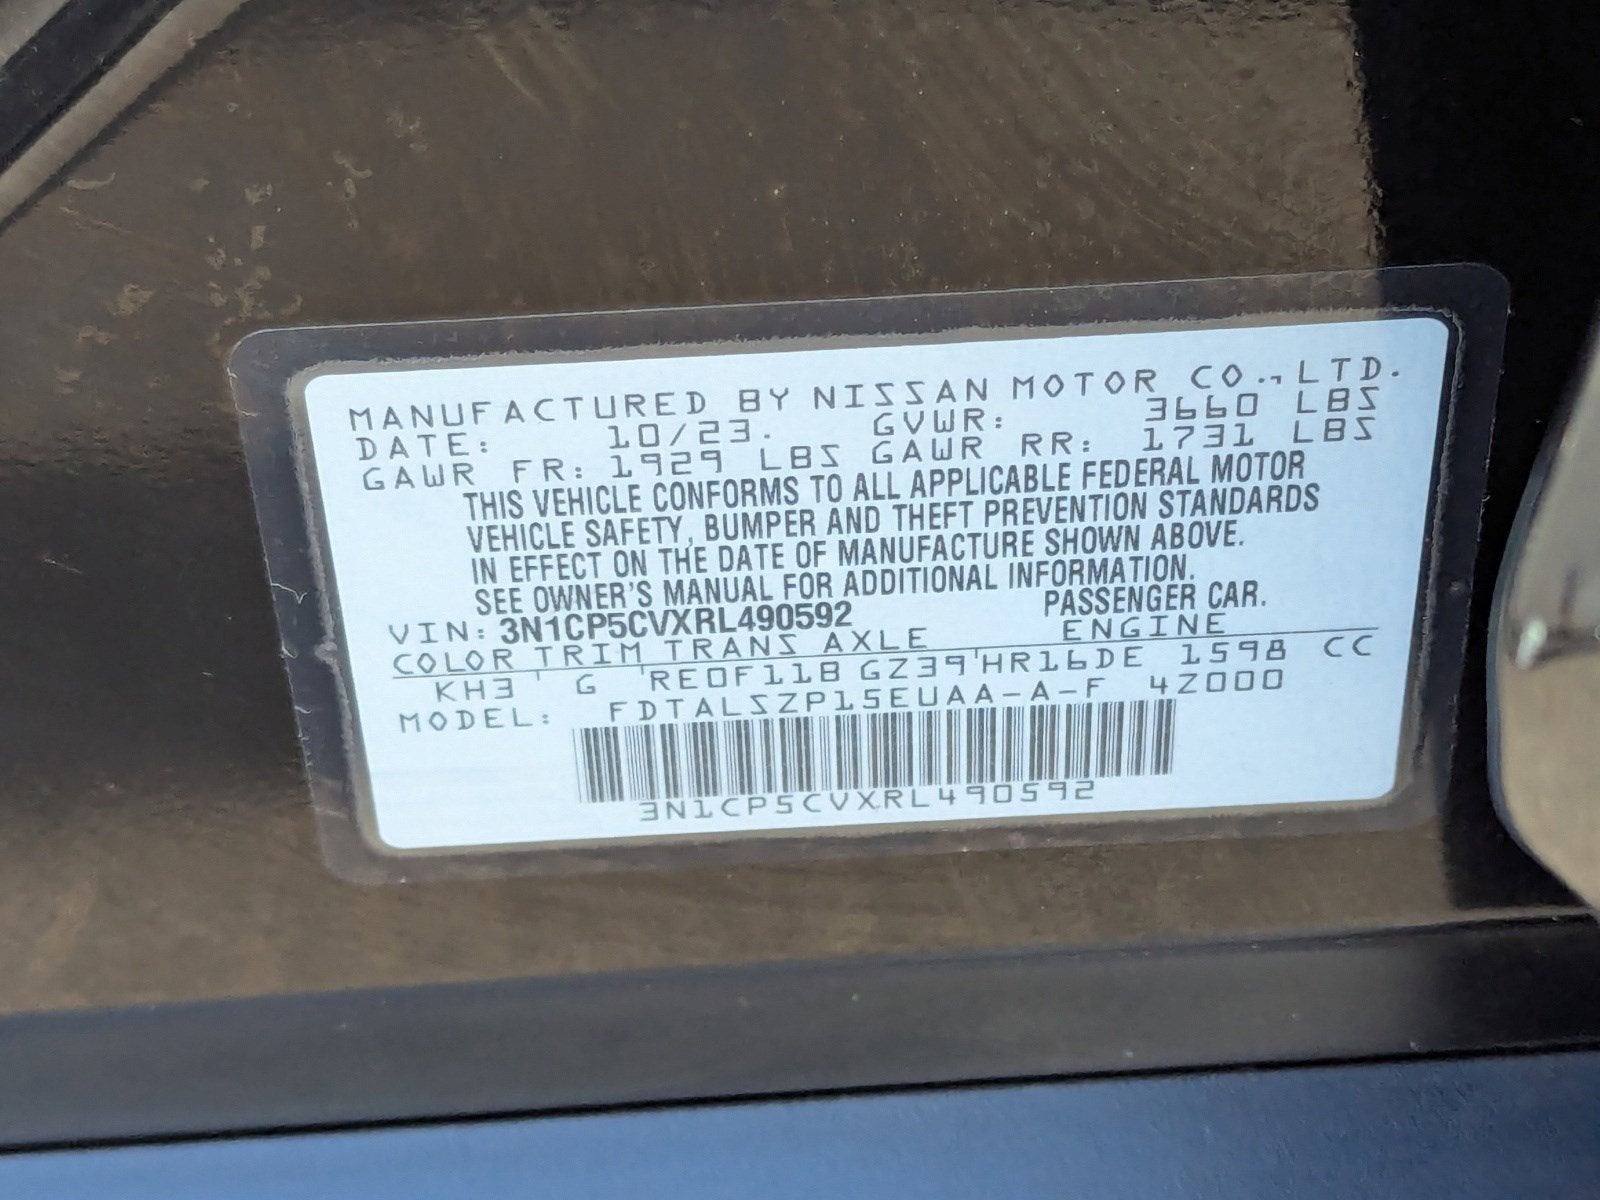 MANUFACTURED BY NISSAN MOTOR CO., LTD.
DATE: 10/23. GVWR: 3660 LBS
GAWR FR: 1929 LBS GAWR RR: 1731 LBS
THIS VEHICLE CONFORMS TO ALL APPLICABLE FEDERAL MOTOR
VEHICLE SAFETY, BUMPER AND THEFT PREVENTION STANDARDS
IN EFFECT ON THE DATE OF MANUFACTURE SHOWN ABOVE.
SEE OWNER'S MANUAL FOR ADDITIONAL INFORMATION.
VIN: 3N1CP5CVXRL490592 PASSENGER CAR.
COLOR TRIM TRANS AXLE ENGINE
KH3 ' G ' RE0F11B GZ39 ' HR16DE 1598 CC
MODEL: FDTALSZP15EUAA-A-F 4Z000
3N1CP5CVXRL490592